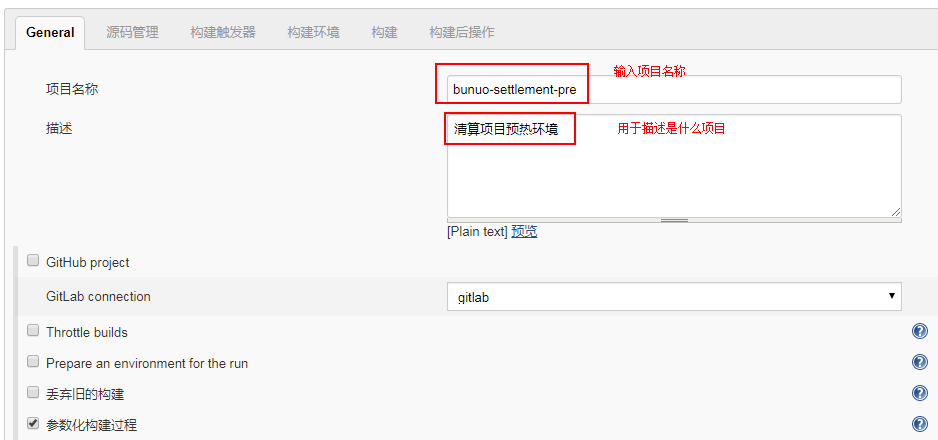 General 源码管理 构建触发器 构建环境 构建 构建后操作
输入项目名称
项目名称 bunuo-settlement-pre
描述 清算项目预热环境 用于描述是什么项目
[Plain text] 预览
GitHub project
GitLab connection gitlab
Throttle builds
Prepare an environment for the run
丢弃旧的构建
参数化构建过程